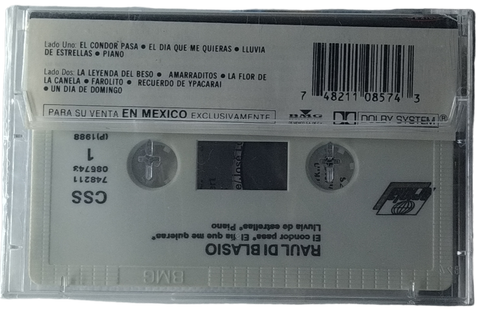 Lado Uno: EL CONDOR PASA • EL DIA QUE ME QUIERAS • LLUVIA
DE ESTRELLAS • PIANO
Lado Dos: LA LEYENDA DEL BESO • AMARRADITOS • LA FLOR DE
LA CANELA • FAROLITO • RECUERDO DE YPACARAI
• UN DIA DE DOMINGO
7 48211 08574 3
PARA SU VENTA EN MEXICO EXCLUSIVAMENTE
BMG
DOLBY SYSTEM®
BMG
RAUL DI BLASIO
El condor pasa* El dia que me quieras*
Lluvia de estrellas* Piano
CSS
748211
085743
1
(P)1988